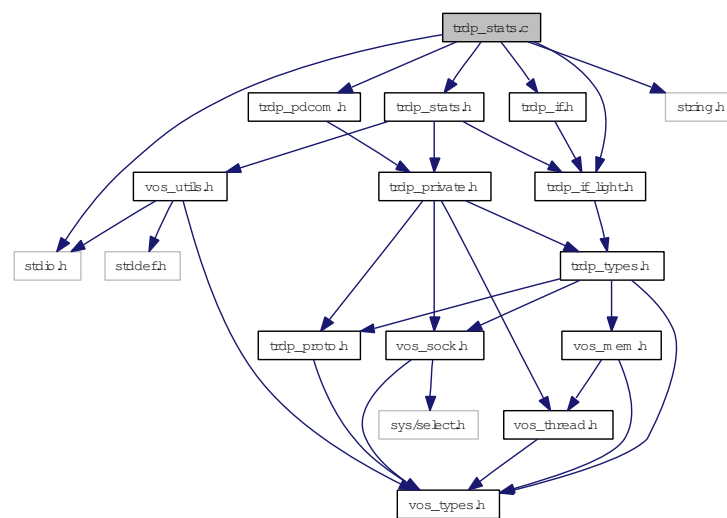 trdp_stats.c
trdp_pdcom.h
trdp_stats.h
trdp_if.h
string.h
vos_utils.h
trdp_private.h
trdp_if_light.h
stdio.h
stddef.h
trdp_types.h
trdp_proto.h
vos_sock.h
vos_mem.h
sys/select.h
vos_thread.h
vos_types.h